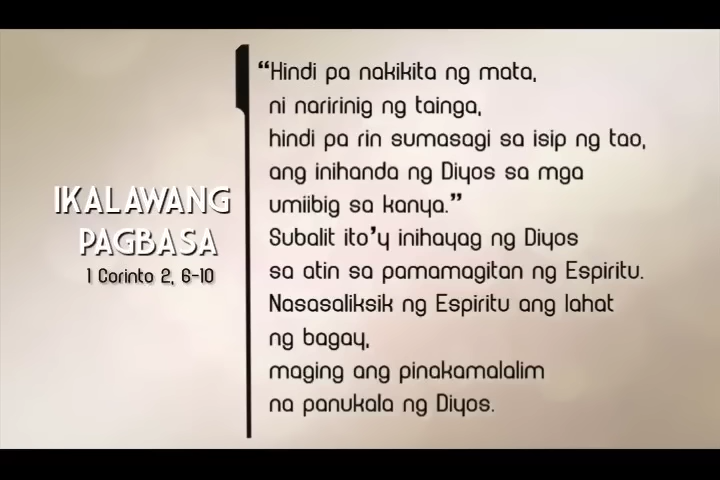 IKALAWANG
PAGBASA
1 Corinto 2, 6-10
“Hindi pa nakikita ng mata,
ni naririnig ng tainga,
hindi pa rin sumasagi sa isip ng tao,
ang inihanda ng Diyos sa mga
umiibig sa kanya.”
Subalit ito’y inihayag ng Diyos
sa atin sa pamamagitan ng Espiritu.
Nasasaliksik ng Espiritu ang lahat
ng bagay,
maging ang pinakamalalim
na panukala ng Diyos.